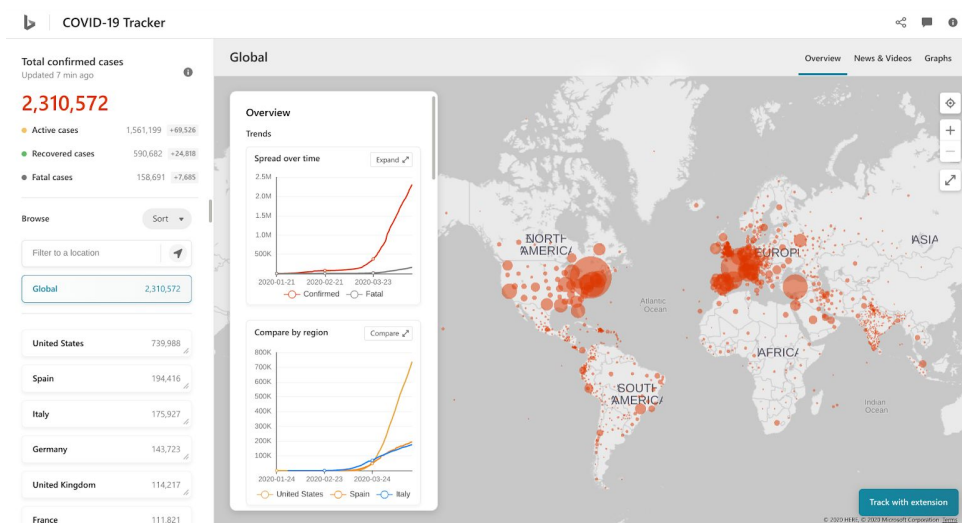 COVID-19 Tracker
Total confirmed cases
Updated 7 min ago
2,310,572
Active cases 1,561,199 +69,526
Recovered cases 590,682 +24,818
Fatal cases 158,691 +7,685
Browse Sort
Filter to a location
Global 2,310,572
United States 739,988
Spain 194,416
Italy 175,927
Germany 143,723
United Kingdom 114,217
France 111,821
Global
Overview News & Videos Graphs
Overview
Trends
Spread over time Expand
2.5M
2.0M
1.5M
1.0M
500K
2020-01-21 2020-02-21 2020-03-23
Confirmed Fatal
Compare by region Compare
800K
700K
600K
500K
400K
300K
200K
100K
2020-01-24 2020-02-23 2020-03-24
United States Spain Italy
NORTH
AMERICA
EUROPE
ASIA
Atlantic
Ocean
AFRICA
SOUTH
AMERICA
Indian
Ocean
Track with extension
© 2020 HERE, © 2020 Microsoft Corporation Terms